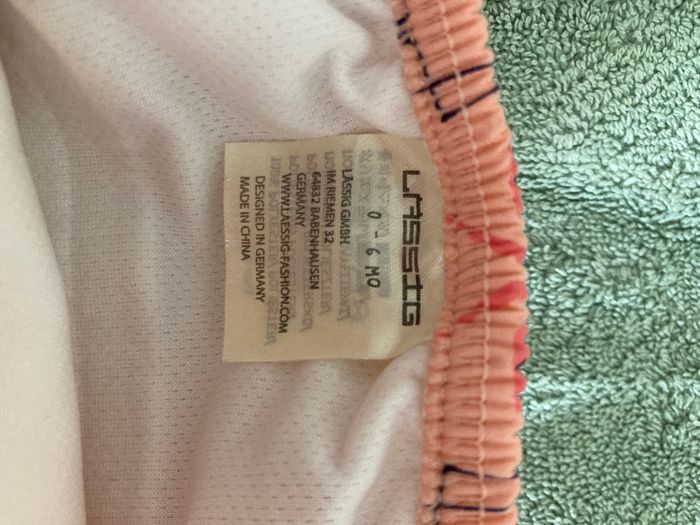 LÄSSIG
0 - 6 MO
LÄSSIG GMBH
IM RIEMEN 32
64832 BABENHAUSEN
GERMANY
WWW.LAESSIG-FASHION.COM
DESIGNED IN GERMANY
MADE IN CHINA